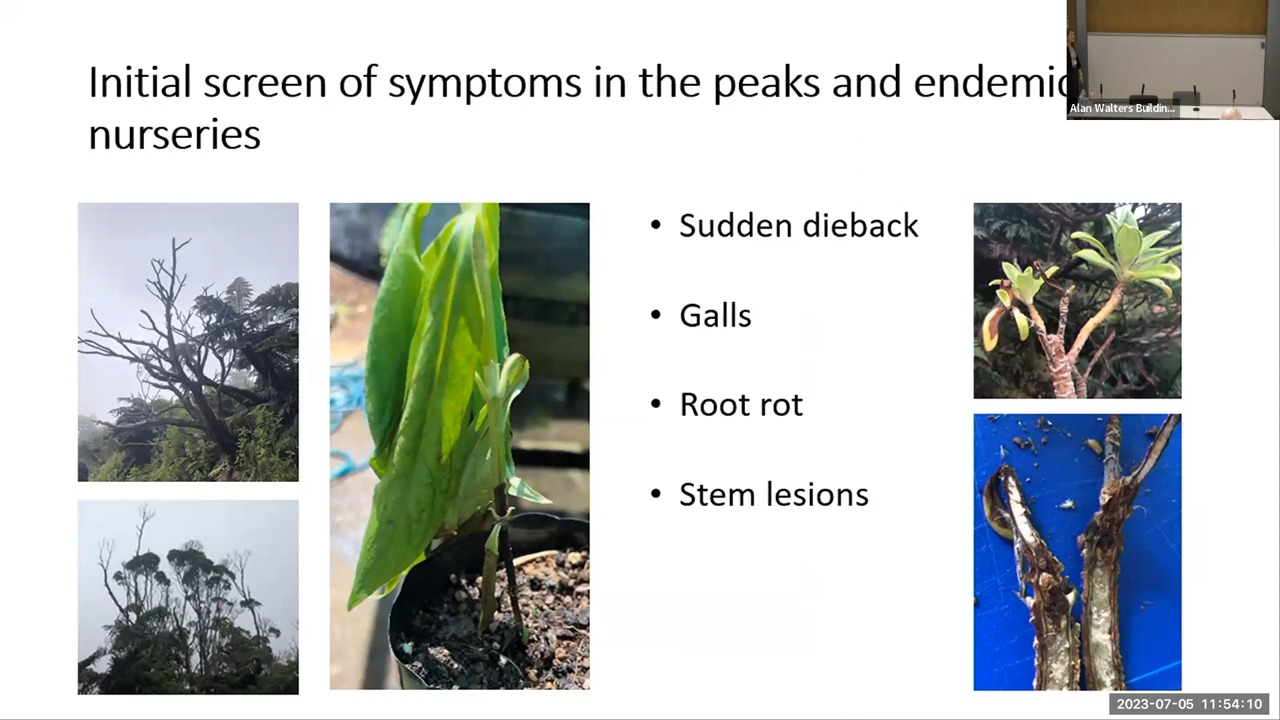 Initial screen of symptoms in the peaks and endemic
nurseries
Alan Walters Buildin...
• Sudden dieback
• Galls
• Root rot
• Stem lesions
2023-07-05 11:54:10